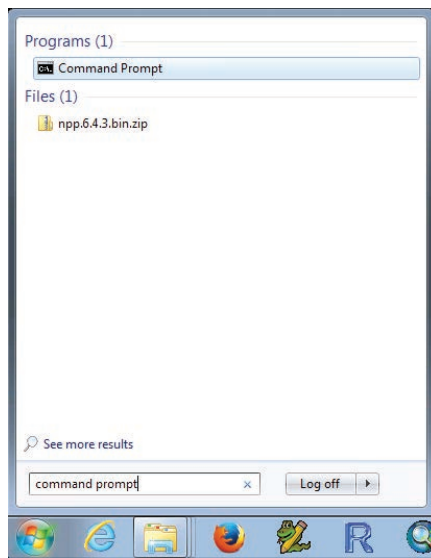 Programs (1)
Command Prompt
Files (1)
npp.6.4.3.bin.zip
See more results
command prompt
Log off